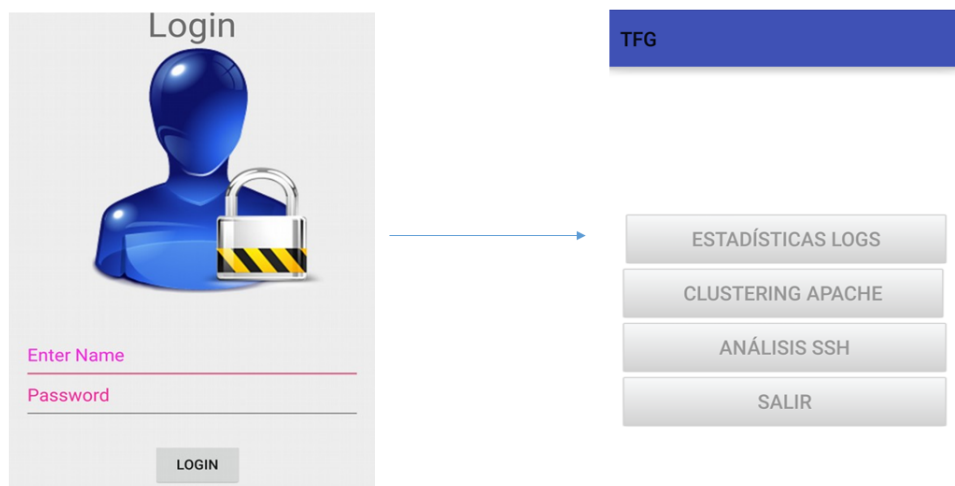 Login
Enter Name
Password
LOGIN
TFG
ESTADÍSTICAS LOGS
CLUSTERING APACHE
ANÁLISIS SSH
SALIR